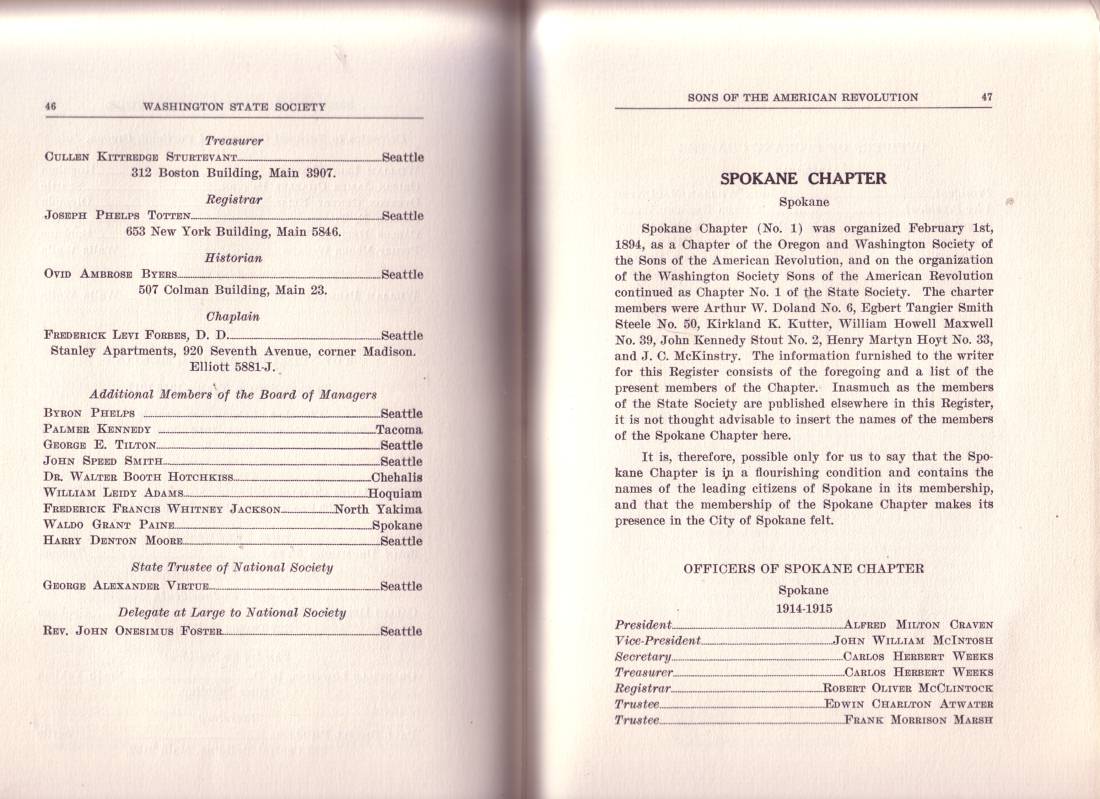 46 WASHINGTON STATE SOCIETY
Treasurer
CULLEN KITTREDGE STURTEVANT Seattle
312 Boston Building, Main 3907.
Registrar
JOSEPH PHELPS TOTTEN Seattle
653 New York Building, Main 5846.
Historian
OVID AMBROSE BYERS Seattle
507 Colman Building, Main 23.
Chaplain
FREDERICK LEVI FORBES, D. D. Seattle
Stanley Apartments, 920 Seventh Avenue, corner Madison.
Elliott 5881-J.
Additional Members of the Board of Managers
BYRON PHELPS Seattle
PALMER KENNEDY Tacoma
GEORGE E. TILTON Seattle
JOHN SPEED SMITH Seattle
DR. WALTER BOOTH HOTCHKISS Chehalis
WILLIAM LEIDY ADAMS Hoquiam
FREDERICK FRANCIS WHITNEY JACKSON North Yakima
WALDO GRANT PAINE Spokane
HARRY DENTON MOORE Seattle
State Trustee of National Society
GEORGE ALEXANDER VIRTUE Seattle
Delegate at Large to National Society
REV. JOHN ONESIMUS FOSTER Seattle
SONS OF THE AMERICAN REVOLUTION 47
SPOKANE CHAPTER
Spokane
Spokane Chapter (No. 1) was organized February 1st,
1894, as a Chapter of the Oregon and Washington Society of
the Sons of the American Revolution, and on the organization
of the Washington Society Sons of the American Revolution
continued as Chapter No. 1 of the State Society. The charter
members were Arthur W. Doland No. 6, Egbert Tangier Smith
Steele No. 50, Kirkland K. Kutter, William Howell Maxwell
No. 39, John Kennedy Stout No. 2, Henry Martyn Hoyt No. 33,
and J. C. McKinstry. The information furnished to the writer
for this Register consists of the foregoing and a list of the
present members of the Chapter. Inasmuch as the members
of the State Society are published elsewhere in this Register,
it is not thought advisable to insert the names of the members
of the Spokane Chapter here.
It is, therefore, possible only for us to say that the Spo-
kane Chapter is in a flourishing condition and contains the
names of the leading citizens of Spokane in its membership,
and that the membership of the Spokane Chapter makes its
presence in the City of Spokane felt.
OFFICERS OF SPOKANE CHAPTER
Spokane
1914-1915
President ALFRED MILTON CRAVEN
Vice-President JOHN WILLIAM MCINTOSH
Secretary CARLOS HERBERT WEEKS
Treasurer CARLOS HERBERT WEEKS
Registrar ROBERT OLIVER MCCLINTOCK
Trustee EDWIN CHARLTON ATWATER
Trustee FRANK MORRISON MARSH